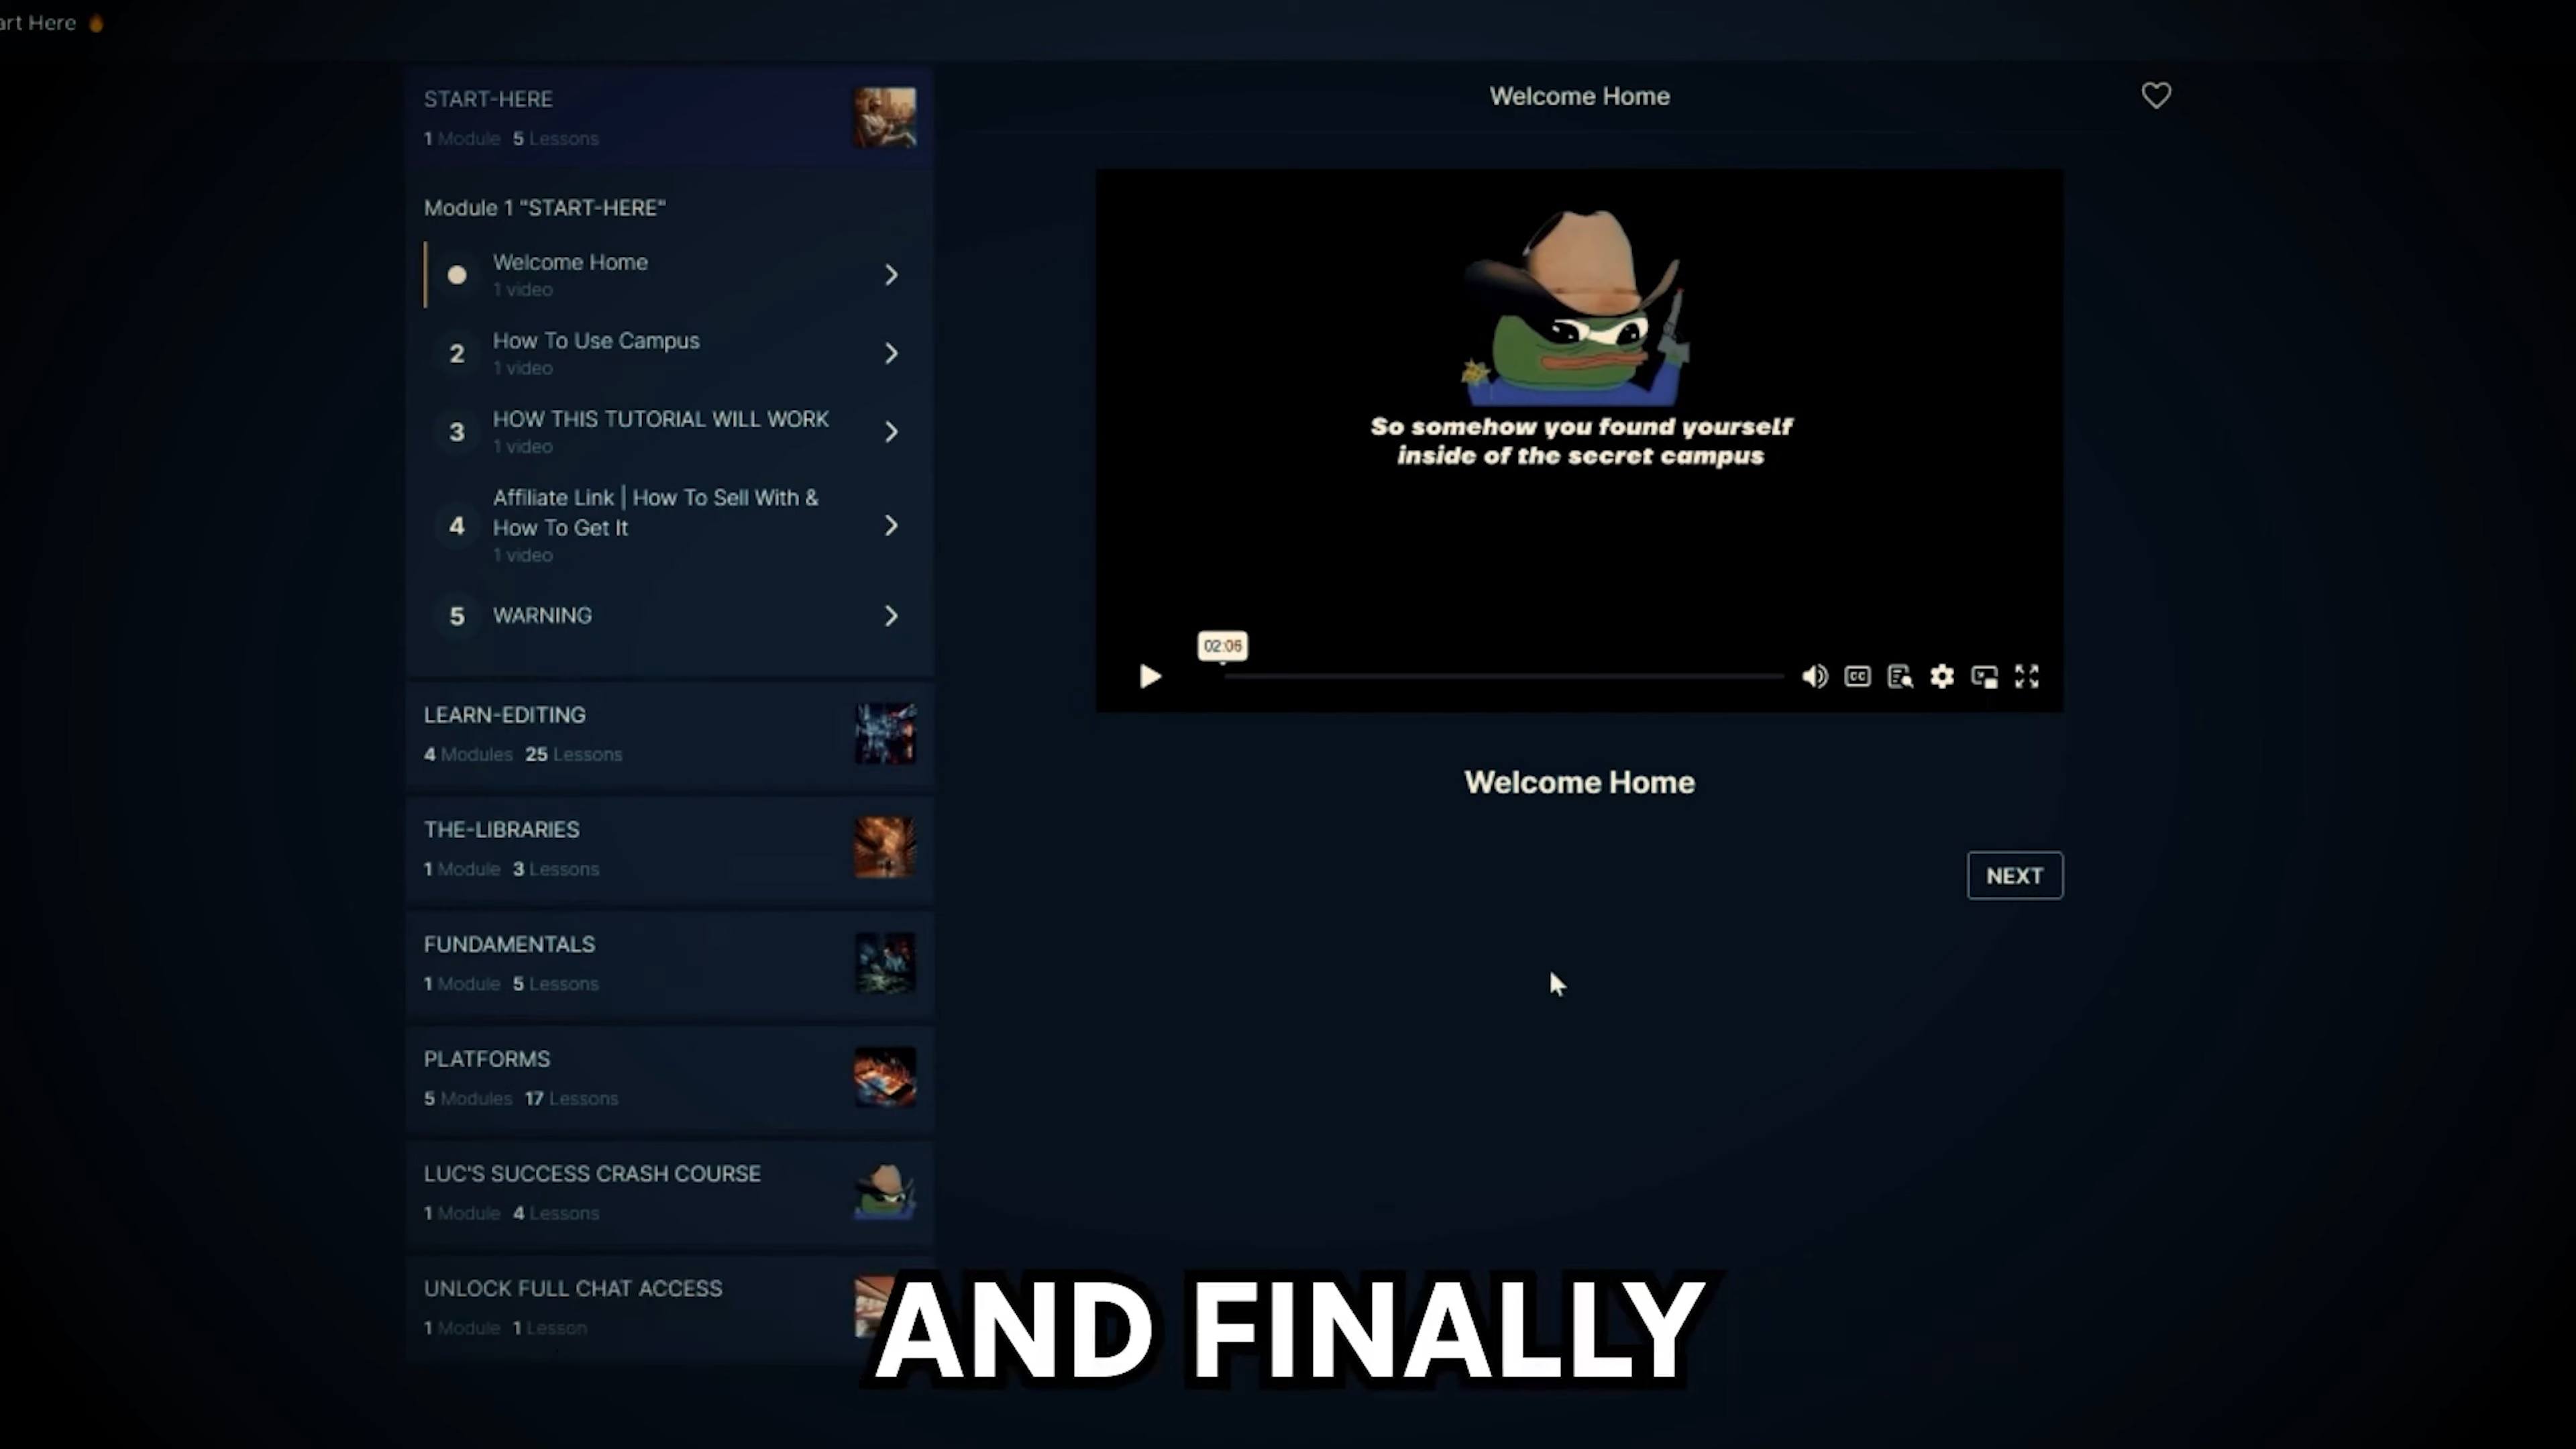 art Here
START-HERE
1 Module 5 Lessons
Module 1 "START-HERE"
Welcome Home
1 video
2
How To Use Campus
1 video
3
HOW THIS TUTORIAL WILL WORK
1 video
4
Affiliate Link | How To Sell With &
How To Get It
1 video
5
WARNING
LEARN-EDITING
4 Modules 25 Lessons
THE-LIBRARIES
1 Module 3 Lessons
FUNDAMENTALS
1 Module 5 Lessons
PLATFORMS
5 Modules 17 Lessons
LUC'S SUCCESS CRASH COURSE
1 Module 4 Lessons
UNLOCK FULL CHAT ACCESS
1 Module 1 Lesson
Welcome Home
So somehow you found yourself
inside of the secret campus
02:06
CC
Welcome Home
NEXT
AND FINALLY